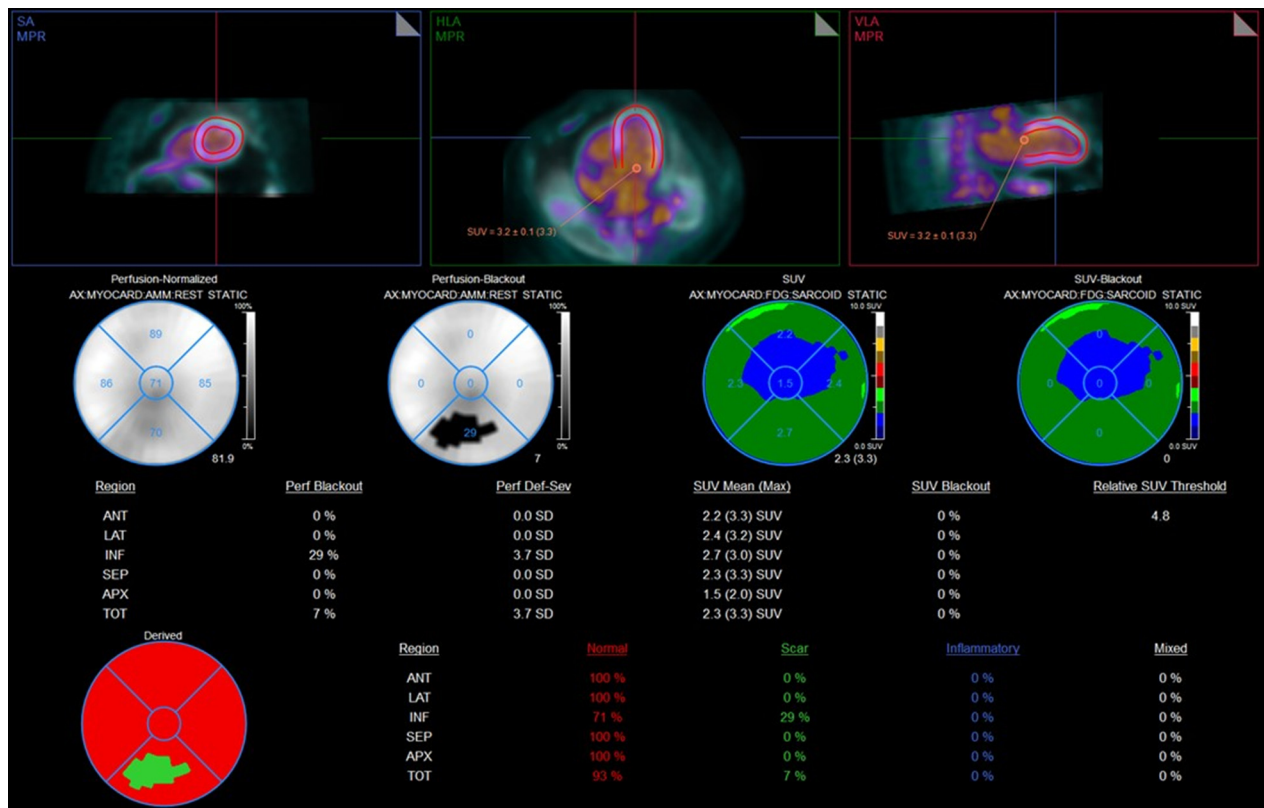 SA
MPR
HLA
MPR
VLA
MPR
SUV = 3.2 ± 0.1 (3.3)
SUV = 3.2 ± 0.1 (3.3)
Perfusion-Normalized
AX:MYOCARD:AMM:REST STATIC
100%
89
86 71 85
70
0%
81.9
Perfusion-Blackout
AX:MYOCARD:AMM:REST STATIC
100%
0
0 0 0
29
0%
7
SUV
AX:MYOCARD:FDG:SARCOID STATIC
10.0 SUV
2.2
2.3 1.5 2.4
2.7
0.0 SUV
2.3 (3.3)
SUV-Blackout
AX:MYOCARD:FDG:SARCOID STATIC
10.0 SUV
0
0 0 0
0
0.0 SUV
0
Region Perf Blackout Perf Def-Sev SUV Mean (Max) SUV Blackout Relative SUV Threshold
ANT 0 % 0.0 SD 2.2 (3.3) SUV 0 % 4.8
LAT 0 % 0.0 SD 2.4 (3.2) SUV 0 %
INF 29 % 3.7 SD 2.7 (3.0) SUV 0 %
SEP 0 % 0.0 SD 2.3 (3.3) SUV 0 %
APX 0 % 0.0 SD 1.5 (2.0) SUV 0 %
TOT 7 % 3.7 SD 2.3 (3.3) SUV 0 %
Derived
Region Normal Scar Inflammatory Mixed
ANT 100 % 0 % 0 % 0 %
LAT 100 % 0 % 0 % 0 %
INF 71 % 29 % 0 % 0 %
SEP 100 % 0 % 0 % 0 %
APX 100 % 0 % 0 % 0 %
TOT 93 % 7 % 0 % 0 %